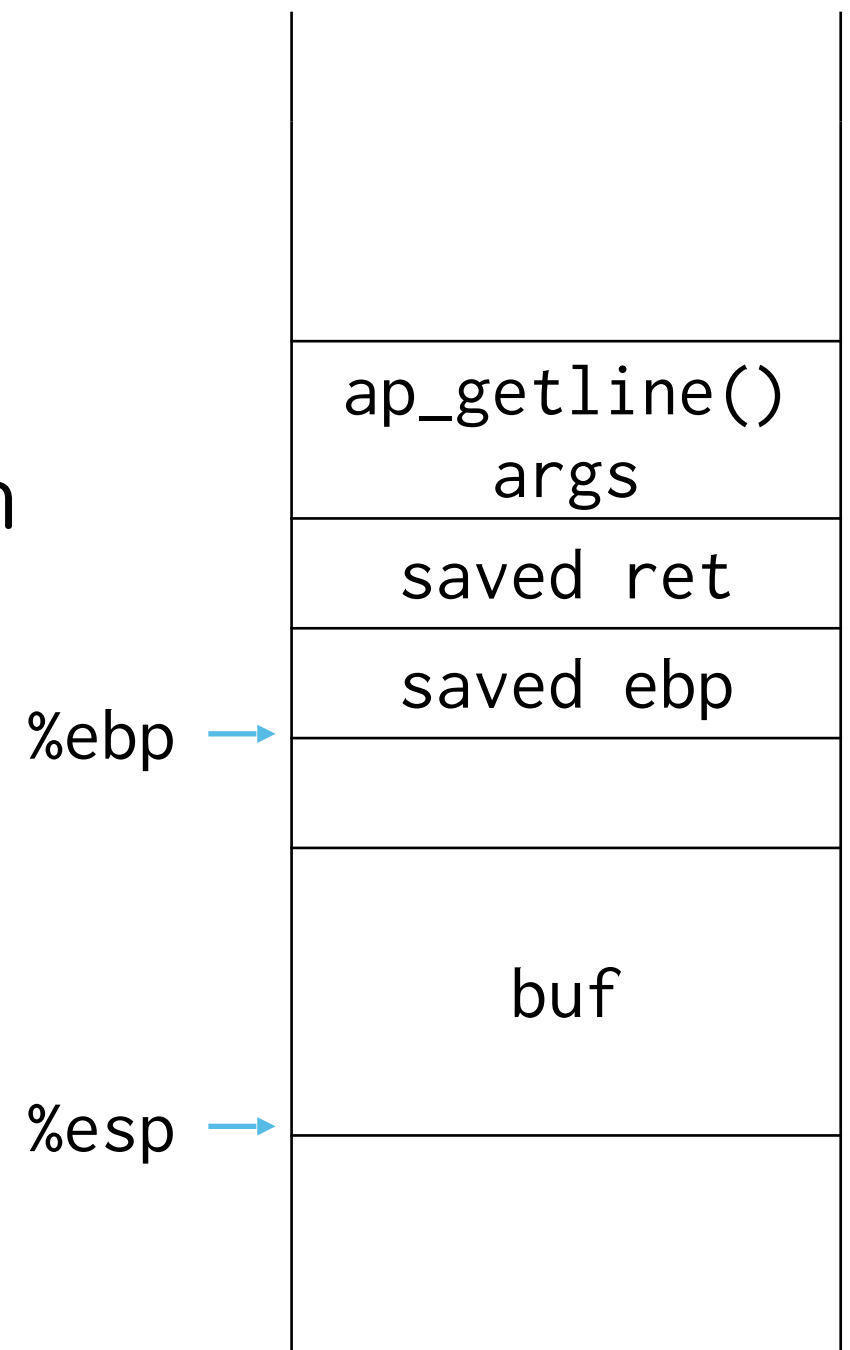 ap_getline()
args
n
saved ret
saved ebp
%ebp
buf
%esp